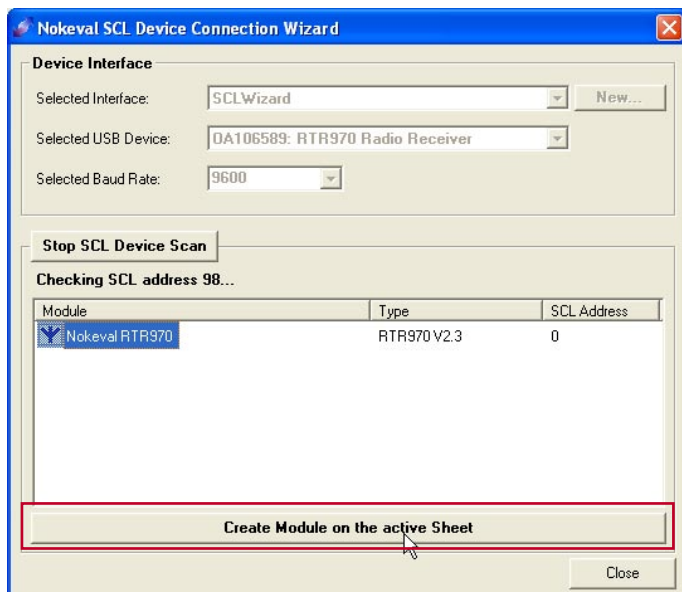 Nokeval SCL Device Connection Wizard
Device Interface
Selected Interface: SCLWizard New...
Selected USB Device: OA106589: RTR970 Radio Receiver
Selected Baud Rate: 9600
Stop SCL Device Scan
Checking SCL address 98...
Module Type SCL Address
Nokeval RTR970 RTR970 V2.3 0
Create Module on the active Sheet
Close